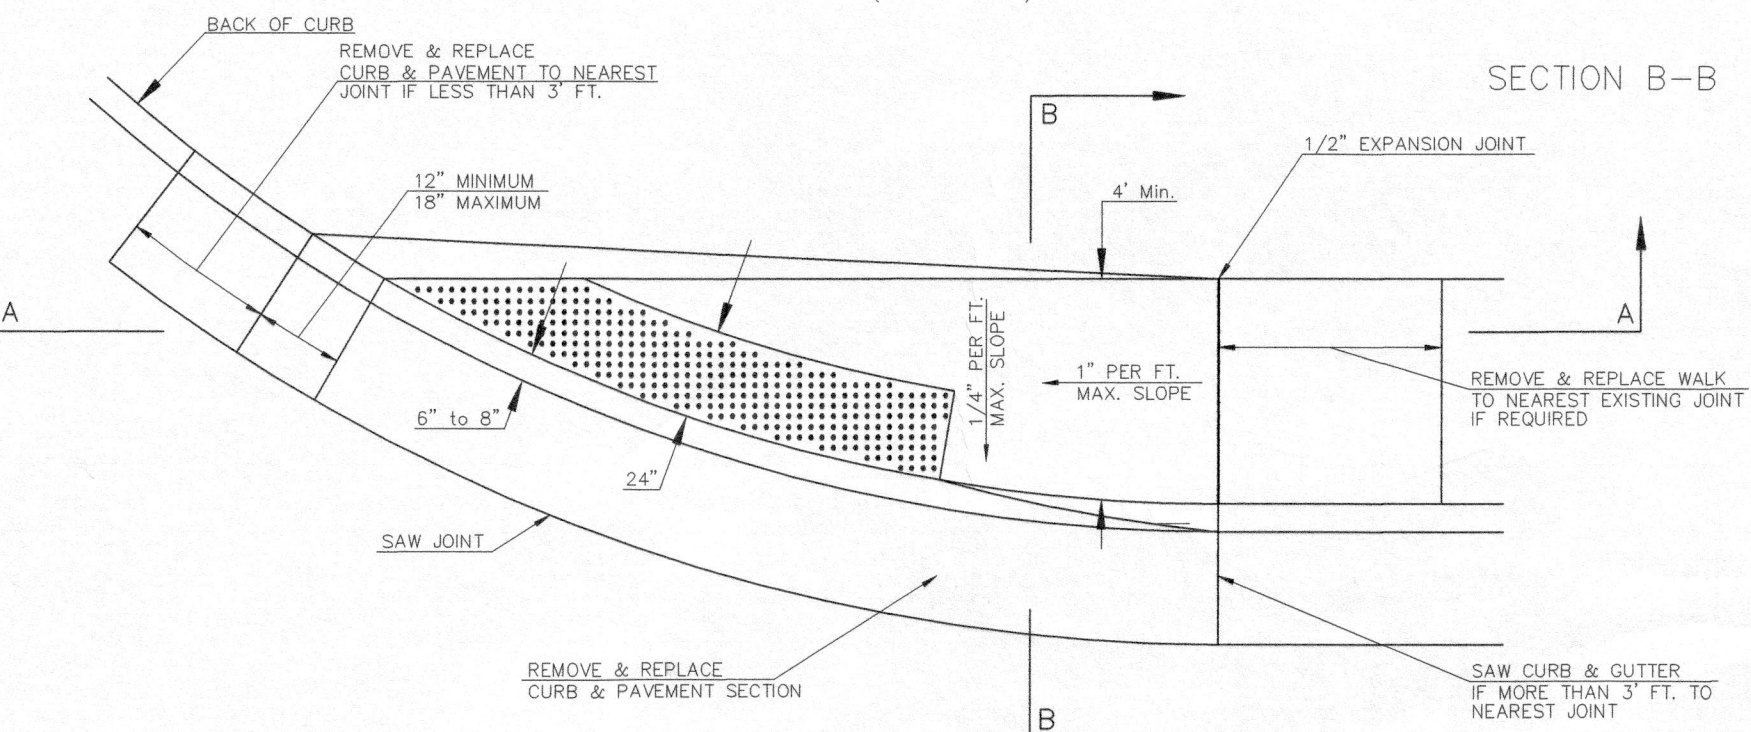 BACK OF CURB
REMOVE & REPLACE
CURB & PAVEMENT TO NEAREST
JOINT IF LESS THAN 3' FT.
SECTION B-B
B
1/2" EXPANSION JOINT
12" MINIMUM
18" MAXIMUM
4' Min.
A
A
1/4" PER FT.
MAX. SLOPE
1" PER FT.
MAX. SLOPE
REMOVE & REPLACE WALK
TO NEAREST EXISTING JOINT
IF REQUIRED
6" to 8"
24"
SAW JOINT
REMOVE & REPLACE
CURB & PAVEMENT SECTION
SAW CURB & GUTTER
IF MORE THAN 3' FT. TO
NEAREST JOINT
B